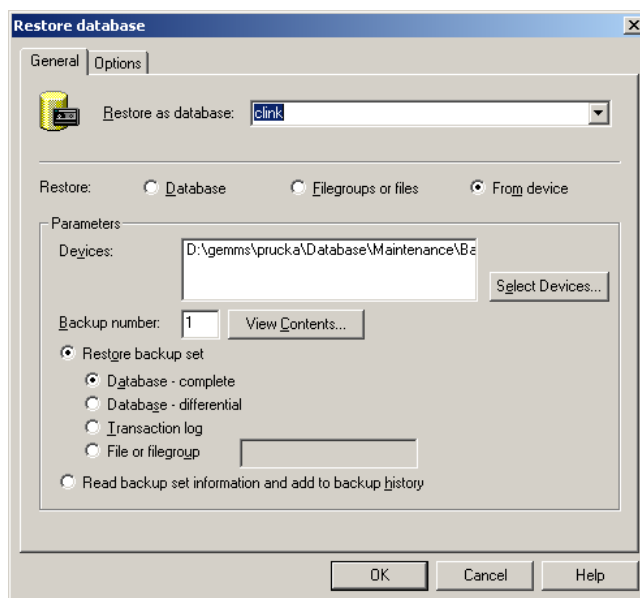 Restore database
General Options
Restore as database: clink
Restore: Database Filegroups or files From device
Parameters
Devices: D:\gemms\prucka\Database\Maintenance\Ba
Select Devices...
Backup number: 1 View Contents...
Restore backup set
Database - complete
Database - differential
Transaction log
File or filegroup
Read backup set information and add to backup history
OK Cancel Help